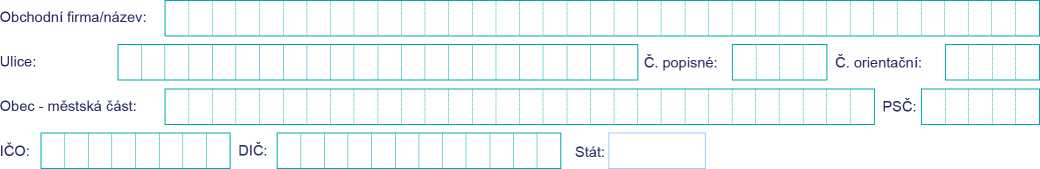 Obchodní firma/název:
Ulice: Č. popisné: Č. orientační:
Obec - městská část: PSČ:
IČO: DIČ: Stát: